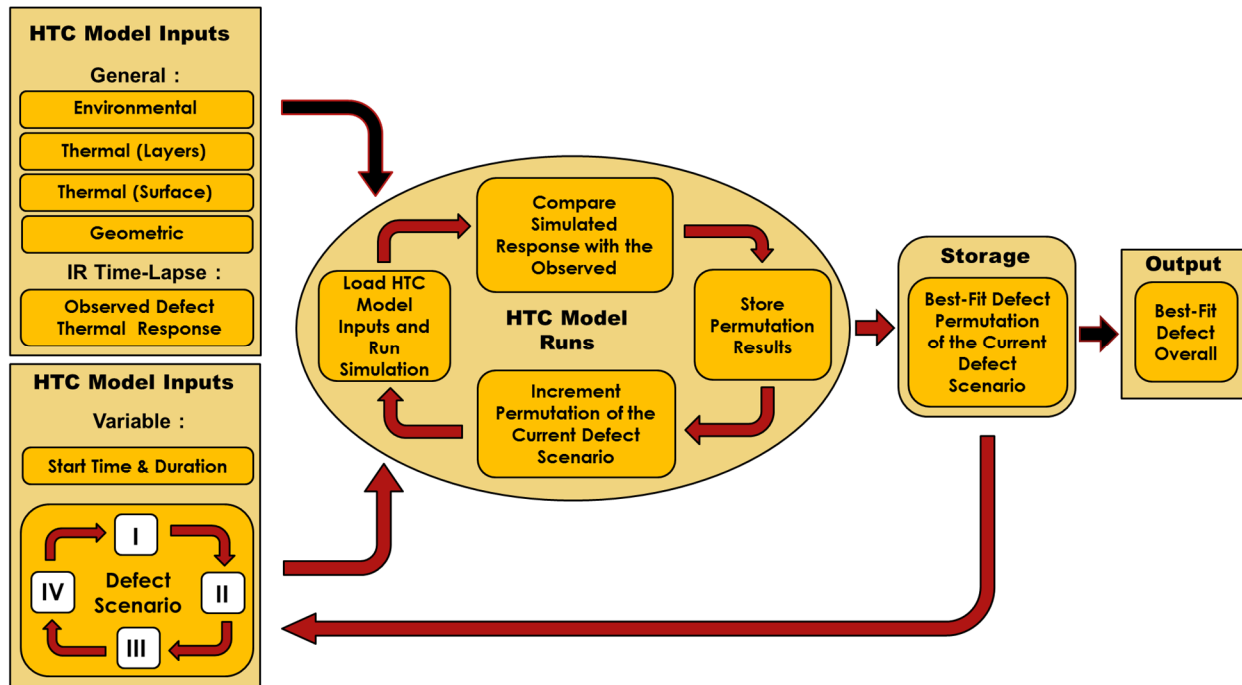 HTC Model Inputs
General :
Environmental
Thermal (Layers)
Thermal (Surface)
Geometric
IR Time-Lapse :
Observed Defect
Thermal Response
HTC Model Inputs
Variable :
Start Time & Duration
I
II
III
IV
Defect
Scenario
Compare
Simulated
Response with the
Observed
Load HTC
Model
Inputs and
Run
Simulation
HTC Model
Runs
Store
Permutation
Results
Increment
Permutation of the
Current Defect
Scenario
Storage
Best-Fit Defect
Permutation
of the Current
Defect
Scenario
Output
Best-Fit
Defect
Overall